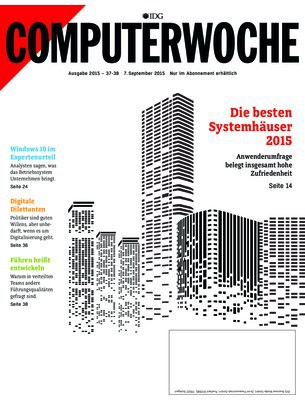 IDG
COMPUTERWOCHE
Ausgabe 2015 – 37-38 7. September 2015 Nur im Abonnement erhältlich
Die besten
Systemhäuser
2015
Anwenderumfrage
belegt insgesamt hohe
Zufriedenheit
Seite 14
Windows 10 im
Expertenurteil
Analysten sagen, was
das Betriebssystem
Unternehmen bringt.
Seite 24
Digitale
Dilettanten
Politiker sind guten
Willens, aber unbe-
darft, wenn es um
Digitalisierung geht.
Seite 36
Führen heißt
entwickeln
Warum in verteilten
Teams andere
Führungsqualitäten
gefragt sind.
Seite 38